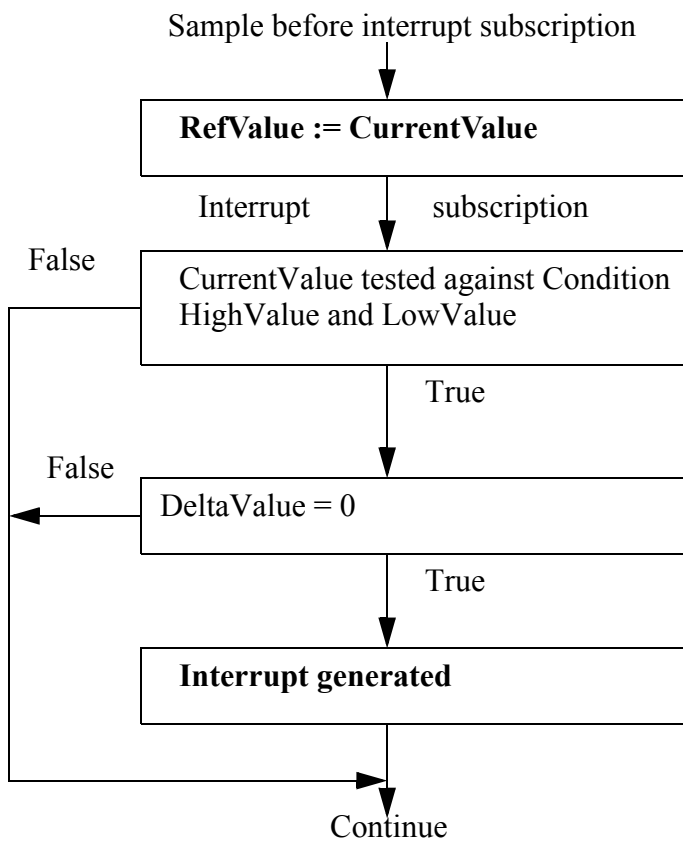 Sample before interrupt subscription
RefValue := CurrentValue
Interrupt subscription
False
CurrentValue tested against Condition
HighValue and LowValue
True
False
DeltaValue = 0
True
Interrupt generated
Continue